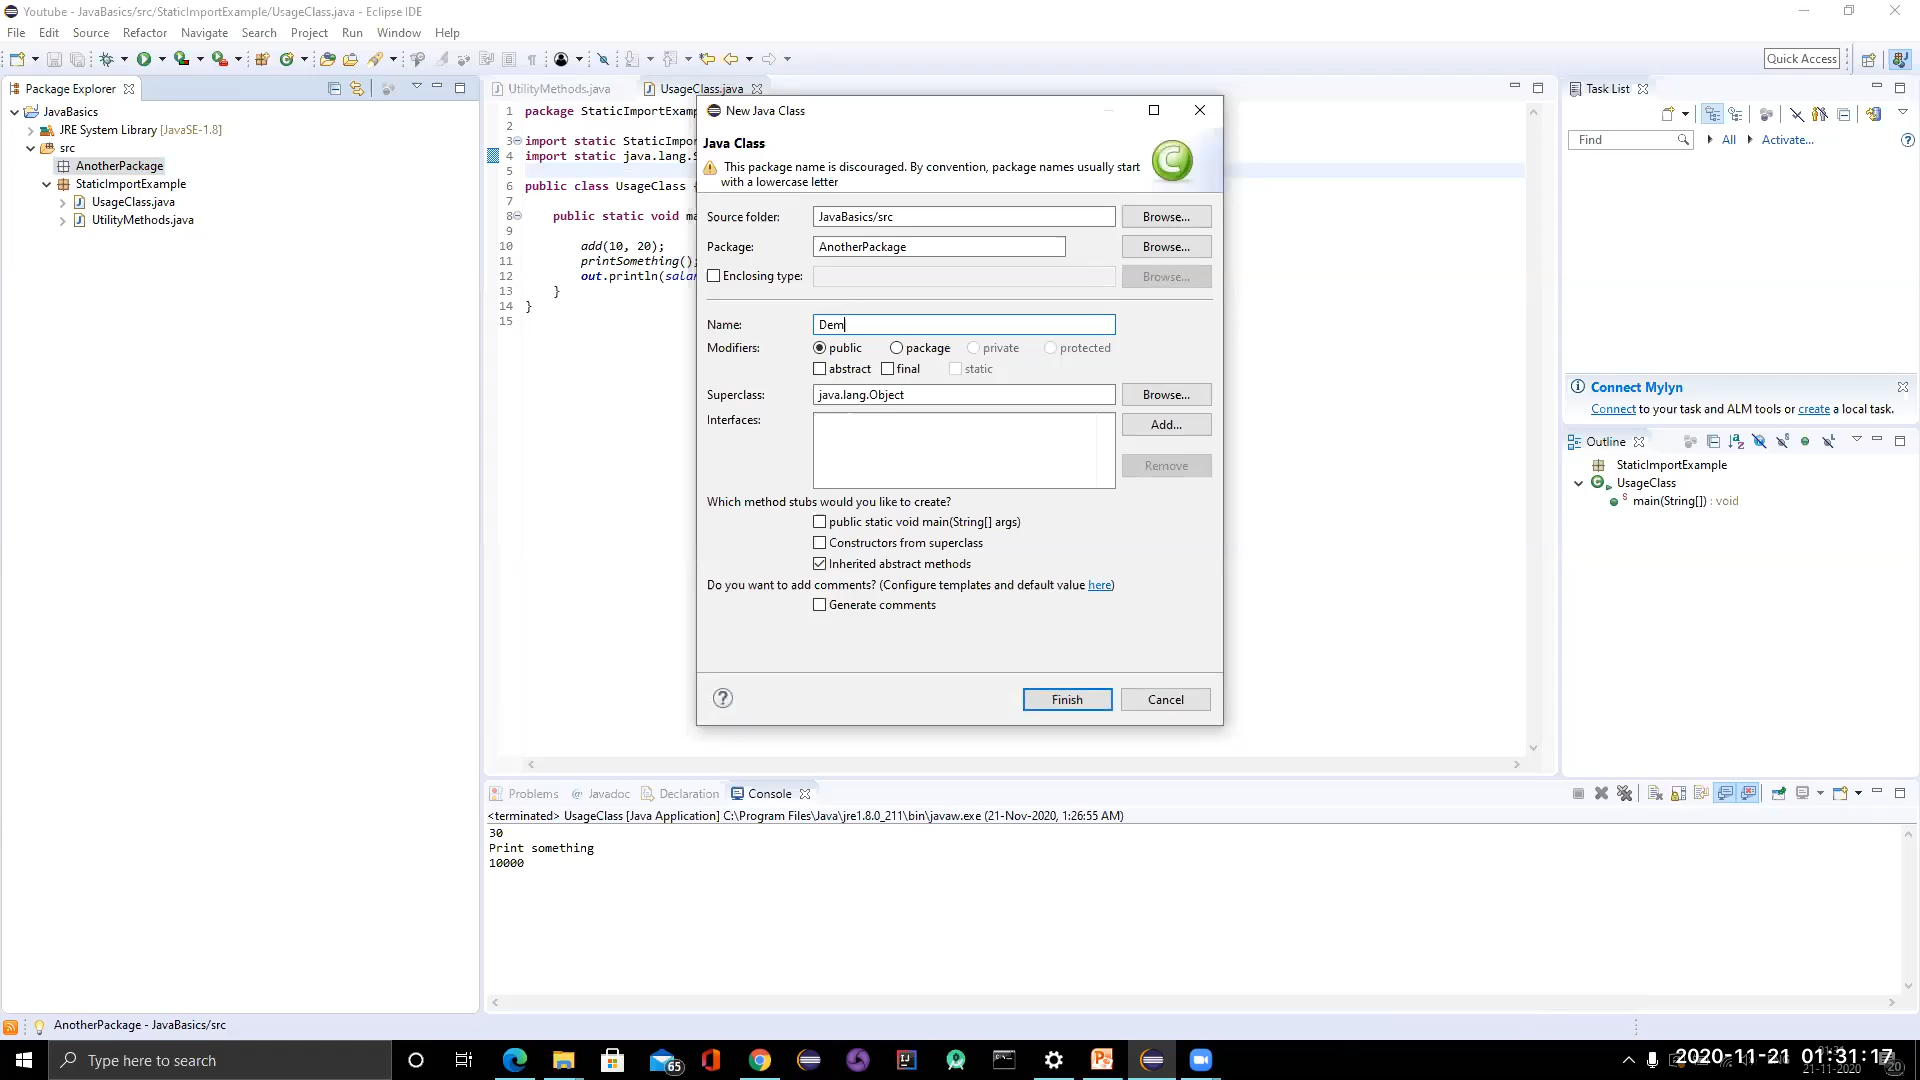 Youtube - JavaBasics/src/StaticImportExample/UsageClass.java - Eclipse IDE
File Edit Source Refactor Navigate Search Project Run Window Help
Quick Access
Package Explorer
JavaBasics
JRE System Library [JavaSE-1.8]
src
AnotherPackage
StaticImportExample
UsageClass.java
UtilityMethods.java
UtilityMethods.java UsageClass.java
1 package StaticImportExamp
2
3 import static StaticImpor
4 import static java.lang.S
5
6 public class UsageClass {
7
8 public static void ma
9
10 add(10, 20);
11 printSomething();
12 out.println(salar
13 }
14 }
15
New Java Class
Java Class
This package name is discouraged. By convention, package names usually start
with a lowercase letter
Source folder: JavaBasics/src Browse...
Package: AnotherPackage Browse...
Enclosing type: Browse...
Name: Dem
Modifiers: public package private protected
abstract final static
Superclass: java.lang.Object Browse...
Interfaces: Add...
Remove
Which method stubs would you like to create?
public static void main(String[] args)
Constructors from superclass
Inherited abstract methods
Do you want to add comments? (Configure templates and default value here)
Generate comments
Finish Cancel
Task List
Find All Activate...
Connect Mylyn
Connect to your task and ALM tools or create a local task.
Outline
StaticImportExample
UsageClass
main(String[]) : void
Problems Javadoc Declaration Console
<terminated> UsageClass [Java Application] C:\Program Files\Java\jre1.8.0_211\bin\javaw.exe (21-Nov-2020, 1:26:55 AM)
30
Print something
10000
AnotherPackage - JavaBasics/src
Type here to search
65
2020-11-21 01:31:17
21-11-2020
20